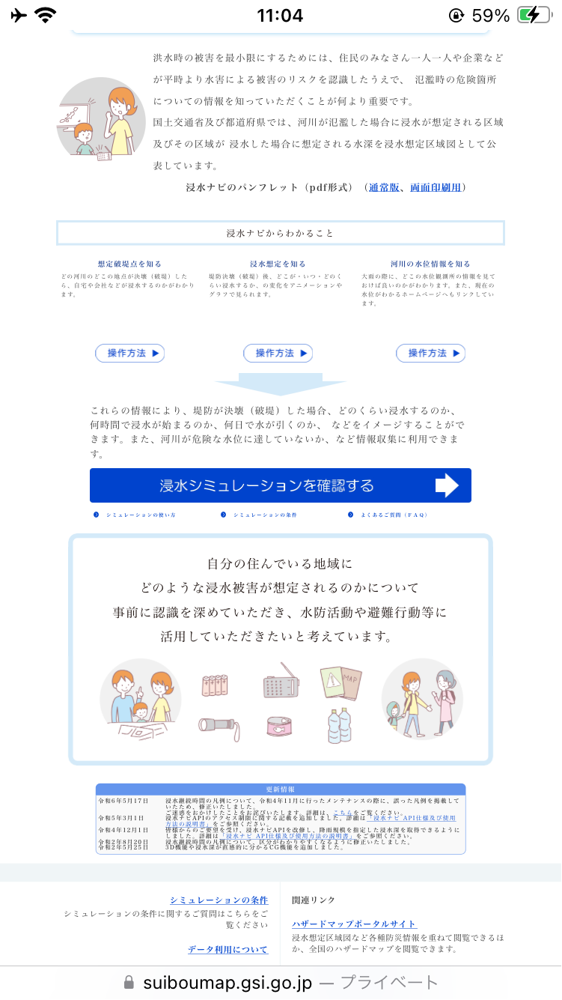 11:04
59%
洪水時の被害を最小限にするためには、住民のみなさん一人一人や企業など
が平時より水害による被害のリスクを認識したうえで、 氾濫時の危険箇所
についての情報を知っていただくことが何より重要です。
国土交通省及び都道府県では、河川が氾濫した場合に浸水が想定される区域
及びその区域が 浸水した場合に想定される水深を浸水想定区域図として公
表しています。
浸水ナビのパンフレット（pdf形式）（通常版、両面印刷用）
浸水ナビからわかること
想定破堤点を知る
どの河川のどこの地点が決壊（破堤）した
ら、自宅や会社などが浸水するのかがわかり
ます。
操作方法
浸水想定を知る
堤防決壊（破堤）後、どこが・いつ・どのく
らい浸水するか、の変化をアニメーションや
グラフで見られます。
操作方法
河川の水位情報を知る
大雨の際に、どこの水位観測所の情報を見て
おけば良いのかがわかります。また、現在の
水位がわかるホームページへもリンクしてい
ます。
操作方法
これらの情報により、堤防が決壊（破堤）した場合、どのくらい浸水するのか、
何時間で浸水が始まるのか、何日で水が引くのか、 などをイメージすることがで
きます。また、河川が危険な水位に達していないか、など情報収集に利用できま
す。
浸水シミュレーションを確認する
シミュレーションの使い方
シミュレーションの条件
よくあるご質問（FAQ）
自分の住んでいる地域に
どのような浸水被害が想定されるのかについて
事前に認識を深めていただき、水防活動や避難行動等に
活用していただきたいと考えています。
MAP
更新情報
令和6年5月17日 浸水継続時間の凡例について、令和4年11月に行ったメンテナンスの際に、誤った凡例を掲載して
いたため、修正いたしました。
ご迷惑をおかけしたことをお詫びいたします。詳細は、こちらをご覧ください。
令和5年3月1日 浸水ナビAPIのアクセス制限に関する記載を追加しました。詳細は「浸水ナビ API仕様及び使用
方法の説明書」をご参照ください。
令和4年12月1日 皆様からのご要望を受け、浸水ナビAPIを改修し、降雨規模を指定した浸水深を取得できるように
しました。詳細は「浸水ナビ API仕様及び使用方法の説明書」をご参照ください。
令和2年8月20日 浸水継続時間の凡例について、区分がわかりやすくなるように修正いたしました。
令和2年5月25日 3D機能や浸水深が直感的に分かるCG機能を追加しました。
シミュレーションの条件
シミュレーションの条件に関するご質問はこちらをご
覧ください
データ利用について
関連リンク
ハザードマップポータルサイト
浸水想定区域図など各種防災情報を重ねて閲覧できるほ
か、全国のハザードマップを閲覧できます。
suiboumap.gsi.go.jp — プライベート